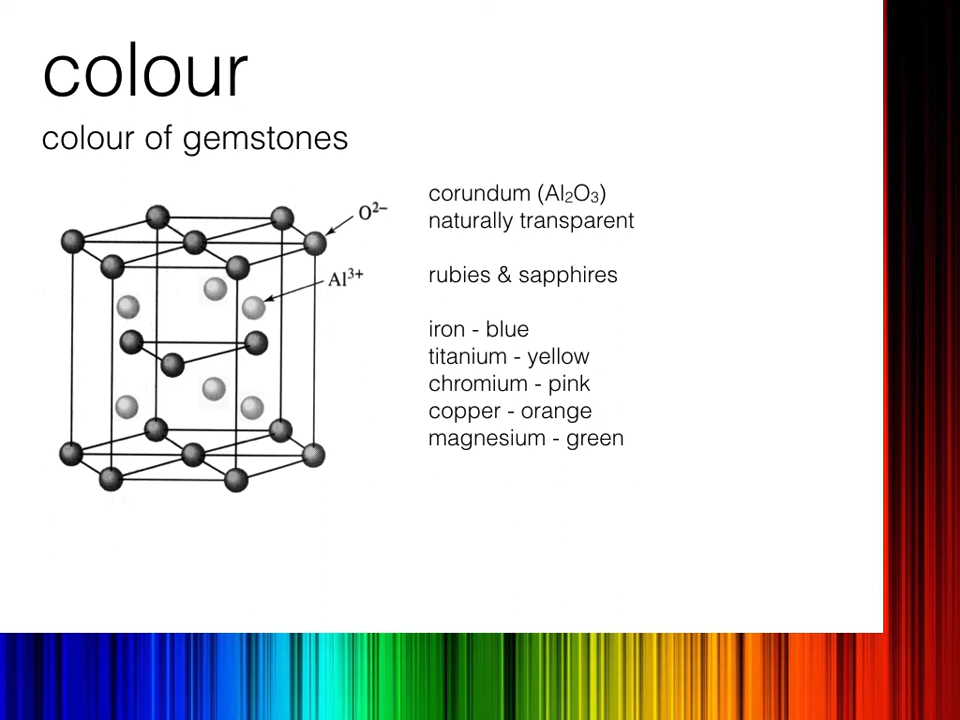 colour
colour of gemstones
O²⁻
Al³⁺
corundum (Al₂O₃)
naturally transparent
rubies & sapphires
iron - blue
titanium - yellow
chromium - pink
copper - orange
magnesium - green